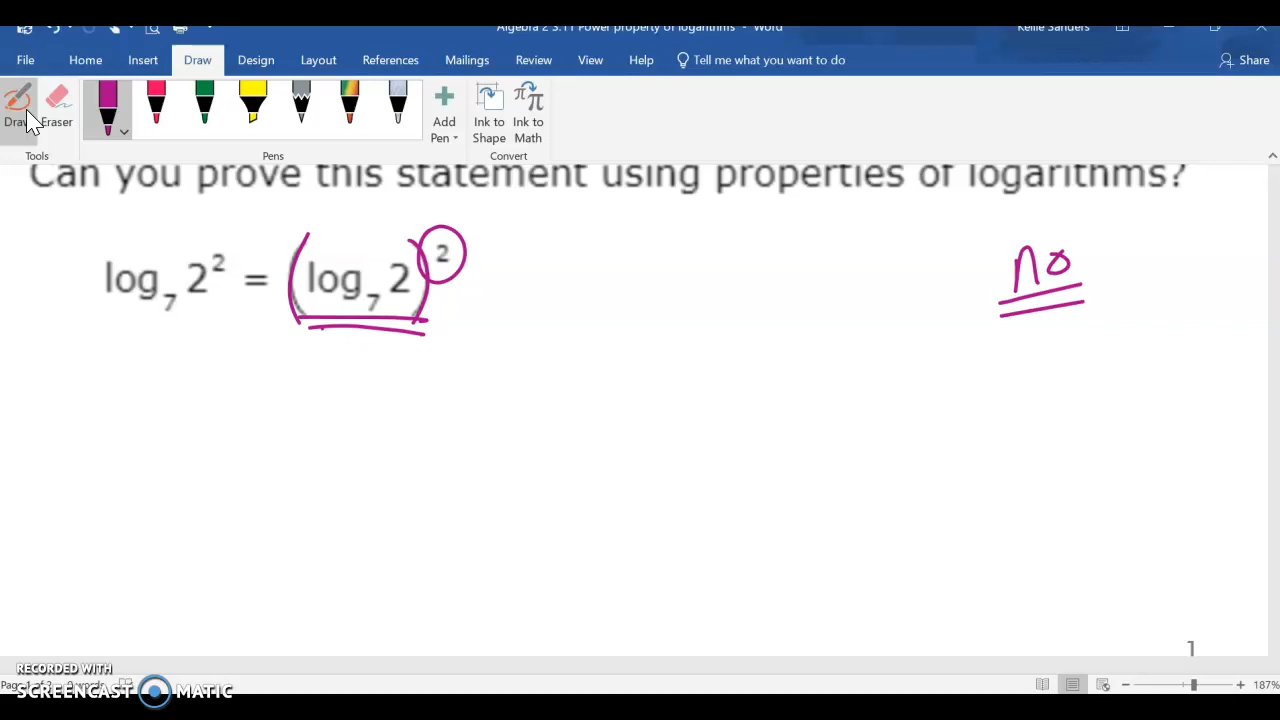 Algebra 2 3.11 Power property of logarithms - Word Kellie Sanders
File Home Insert Draw Design Layout References Mailings Review View Help Tell me what you want to do Share
Draw Eraser Add Pen Ink to Shape Ink to Math
Tools Pens Convert
Can you prove this statement using properties of logarithms?
log₇ 2² = (log₇ 2)² no
1
RECORDED WITH
SCREENCAST MATIC
187%